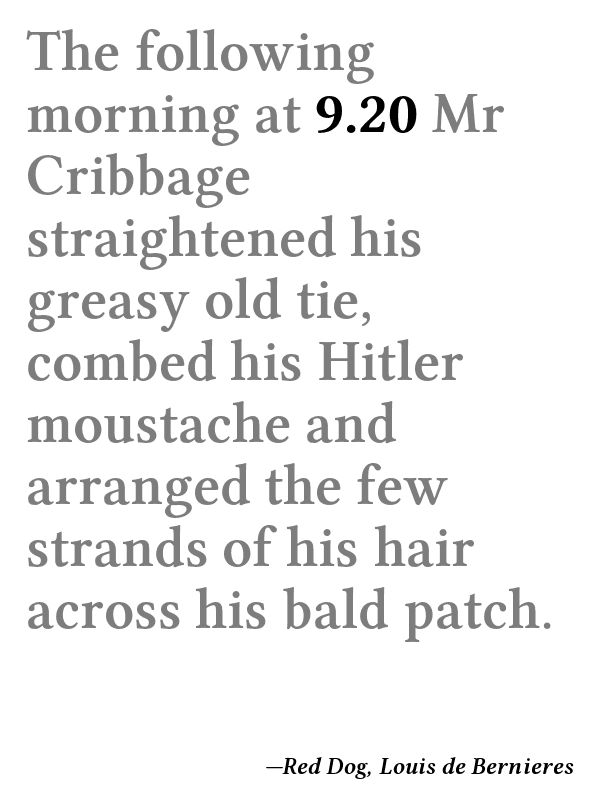 The following
morning at 9.20 Mr
Cribbage
straightened his
greasy old tie,
combed his Hitler
moustache and
arranged the few
strands of his hair
across his bald patch.
—Red Dog, Louis de Bernieres